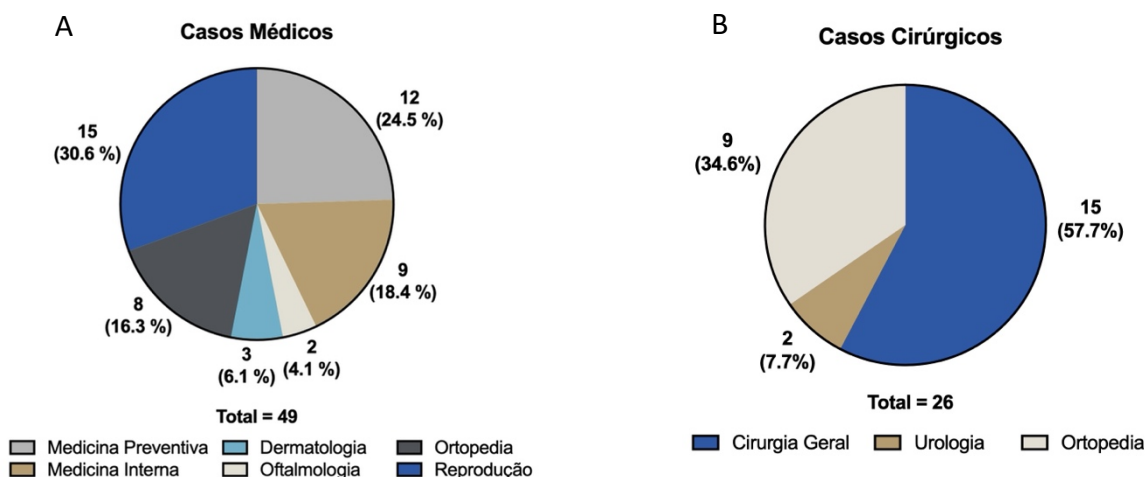 A
Casos Médicos
12
(24.5 %)
15
(30.6 %)
9
(18.4 %)
8
(16.3 %)
2
(4.1 %)
3
(6.1 %)
Total = 49
Medicina Preventiva
Dermatologia
Ortopedia
Medicina Interna
Oftalmologia
Reprodução
B
Casos Cirúrgicos
9
(34.6%)
15
(57.7%)
2
(7.7%)
Total = 26
Cirurgia Geral
Urologia
Ortopedia